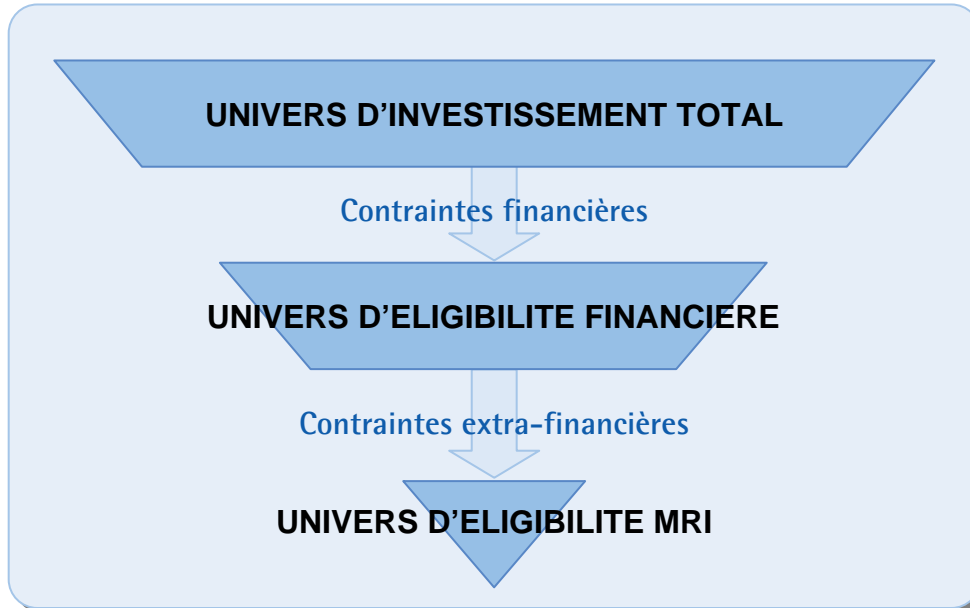 UNIVERS D’INVESTISSEMENT TOTAL
Contraintes financières
UNIVERS D’ELIGIBILITE FINANCIERE
Contraintes extra-financières
UNIVERS D’ELIGIBILITE MRI